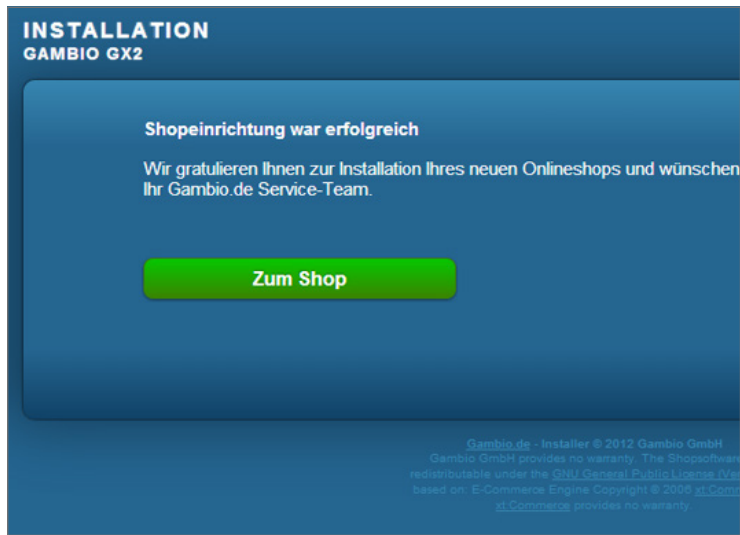 INSTALLATION
GAMBIO GX2
Shopeinrichtung war erfolgreich
Wir gratulieren Ihnen zur Installation Ihres neuen Onlineshops und wünschen
Ihr Gambio.de Service-Team.
Zum Shop
Gambio.de - Installer © 2012 Gambio GmbH
Gambio GmbH provides no warranty. The Shopsoftware
redistributable under the GNU General Public License
based on: E-Commerce Engine Copyright © 2006
xt:Commerce provides no warranty.